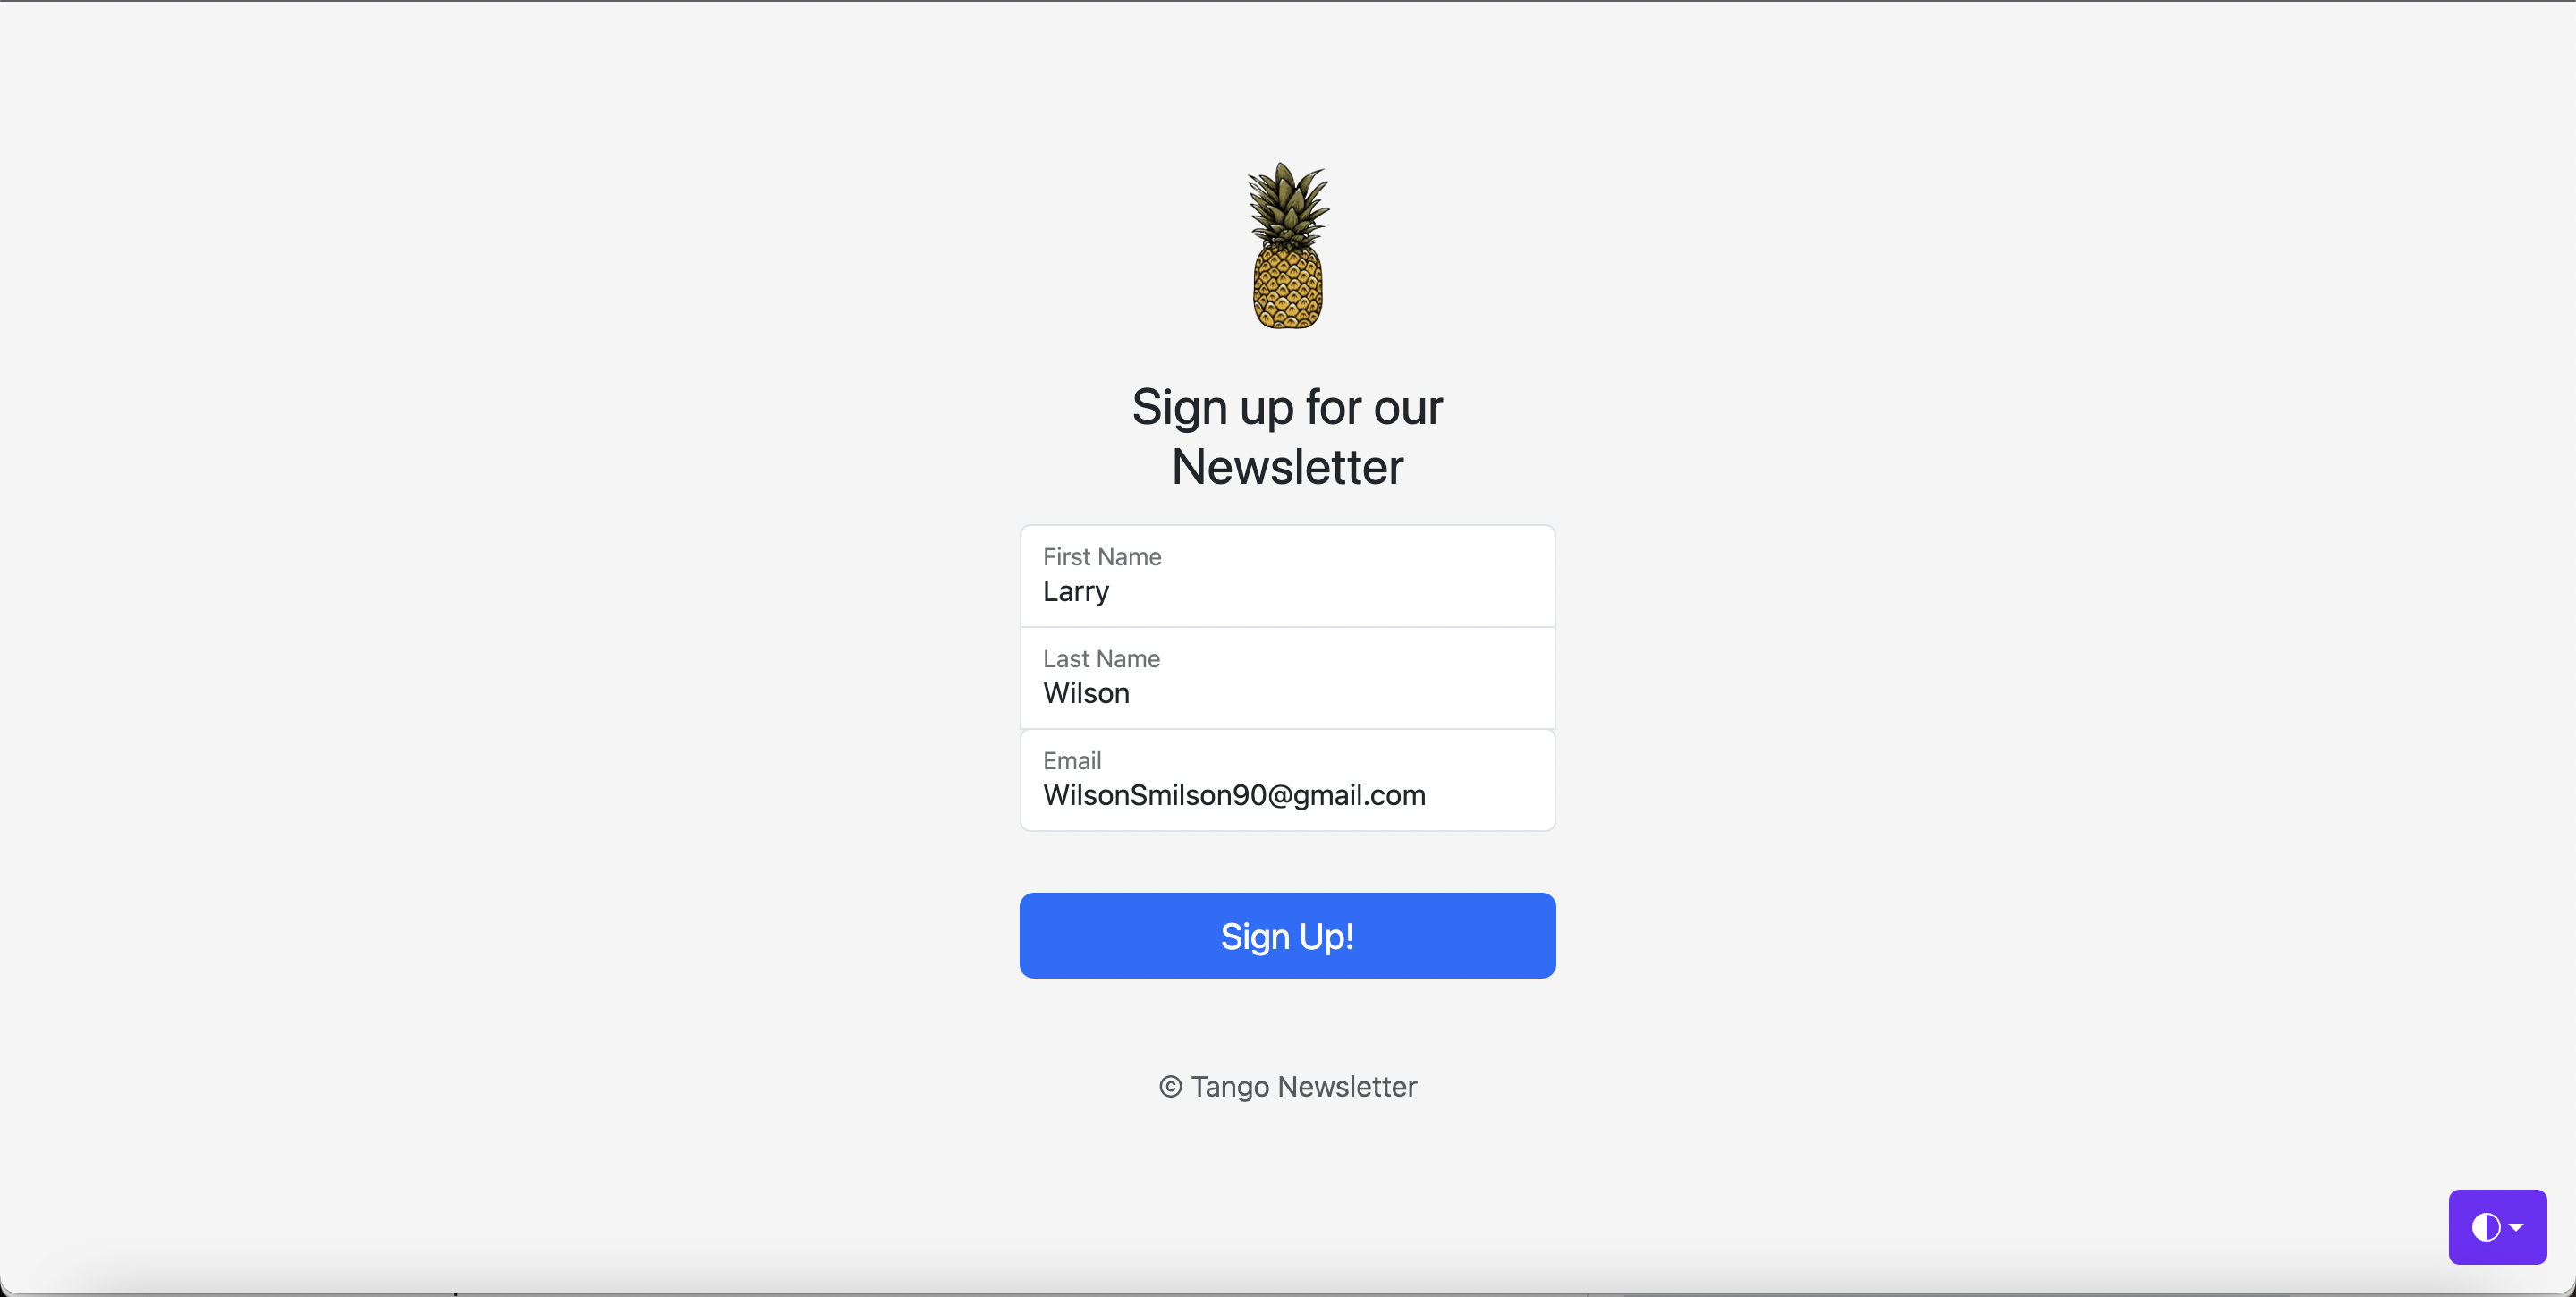 Sign up for our
Newsletter
First Name
Larry
Last Name
Wilson
Email
WilsonSmilson90@gmail.com
Sign Up!
© Tango Newsletter